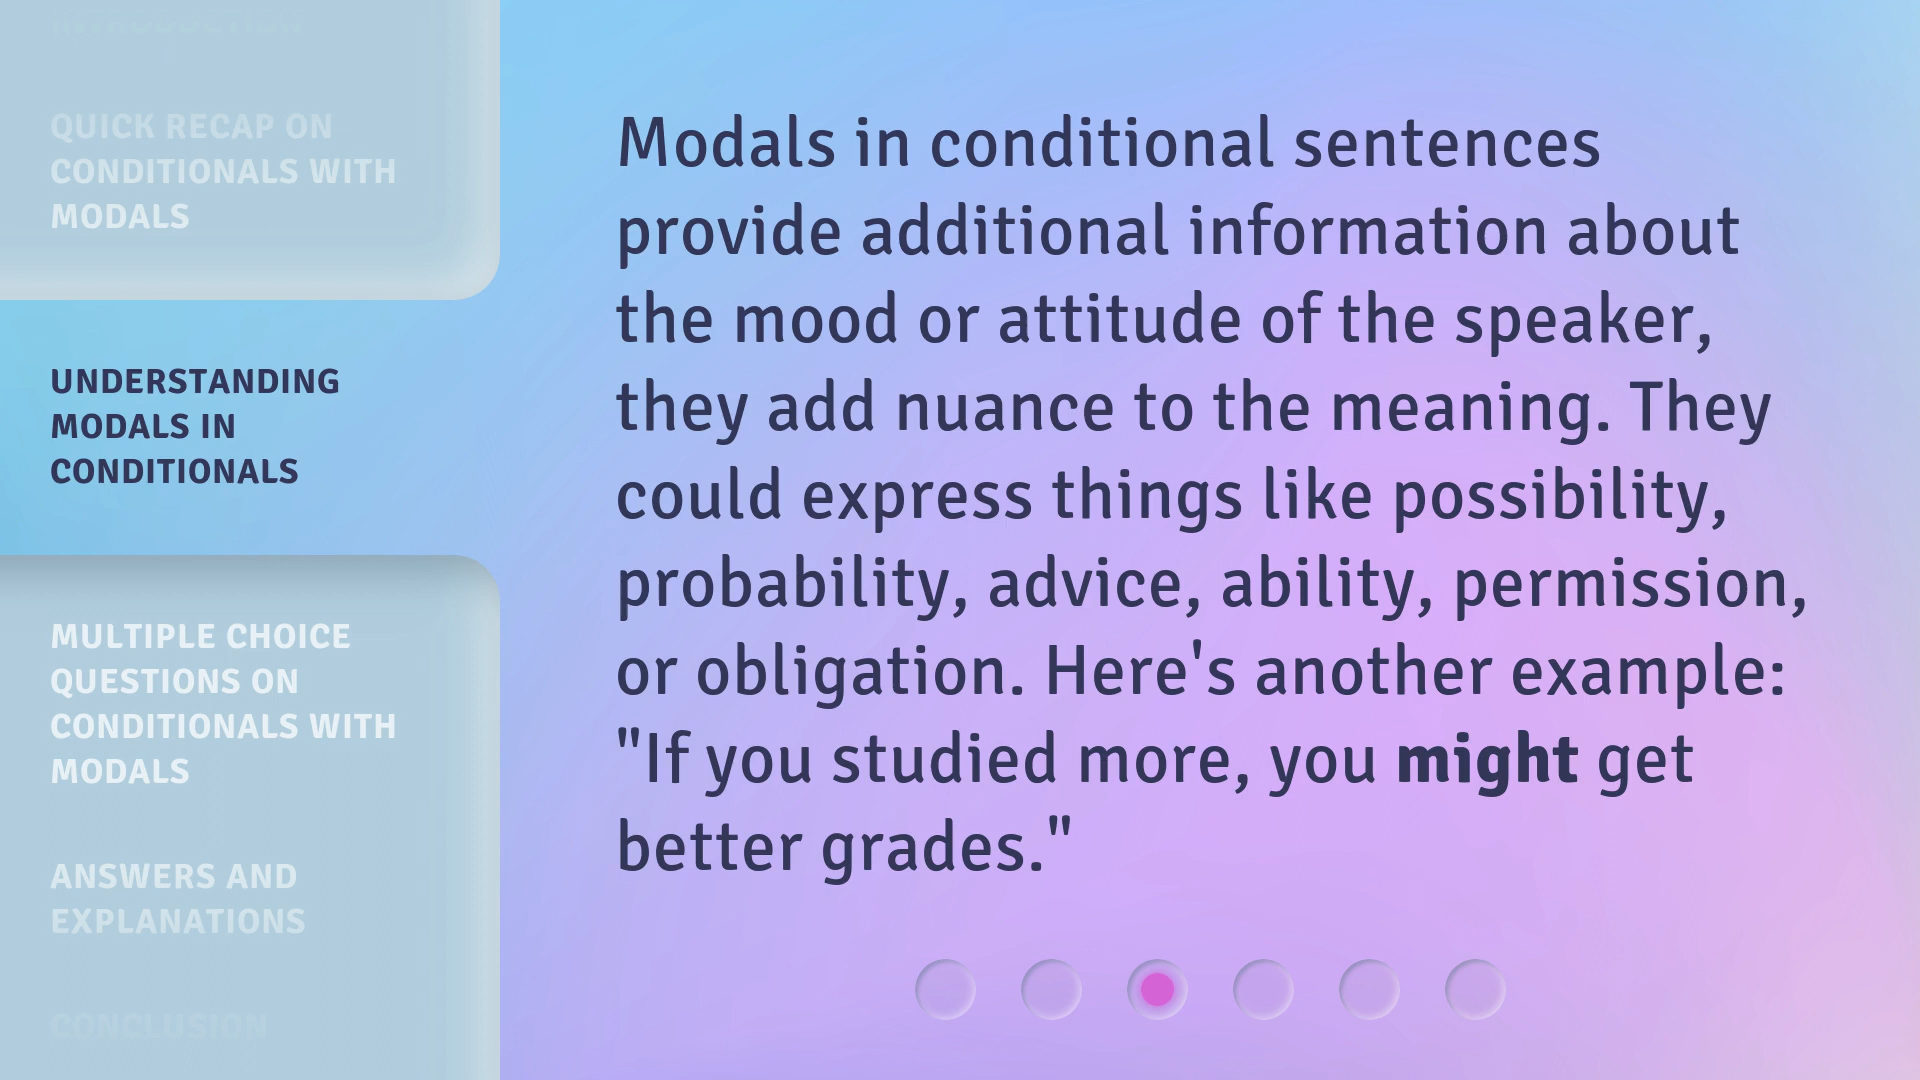 INTRODUCTION
QUICK RECAP ON
CONDITIONALS WITH
MODALS
UNDERSTANDING
MODALS IN
CONDITIONALS
MULTIPLE CHOICE
QUESTIONS ON
CONDITIONALS WITH
MODALS
ANSWERS AND
EXPLANATIONS
CONCLUSION
Modals in conditional sentences
provide additional information about
the mood or attitude of the speaker,
they add nuance to the meaning. They
could express things like possibility,
probability, advice, ability, permission,
or obligation. Here's another example:
"If you studied more, you might get
better grades."